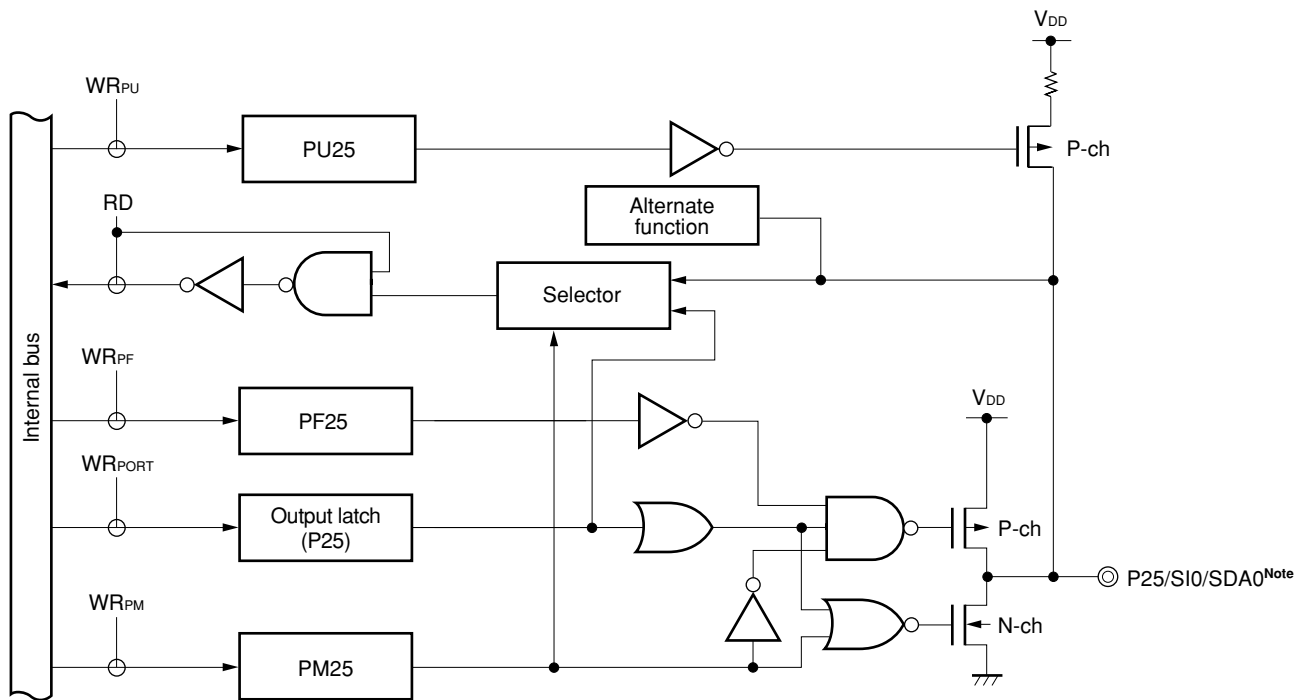 VDD
WRPU
PU25
P-ch
RD
Alternate
function
Selector
Internal bus
WRPF
PF25
VDD
WRPORT
Output latch
(P25)
P-ch
P25/SI0/SDA0Note
WRPM
PM25
N-ch